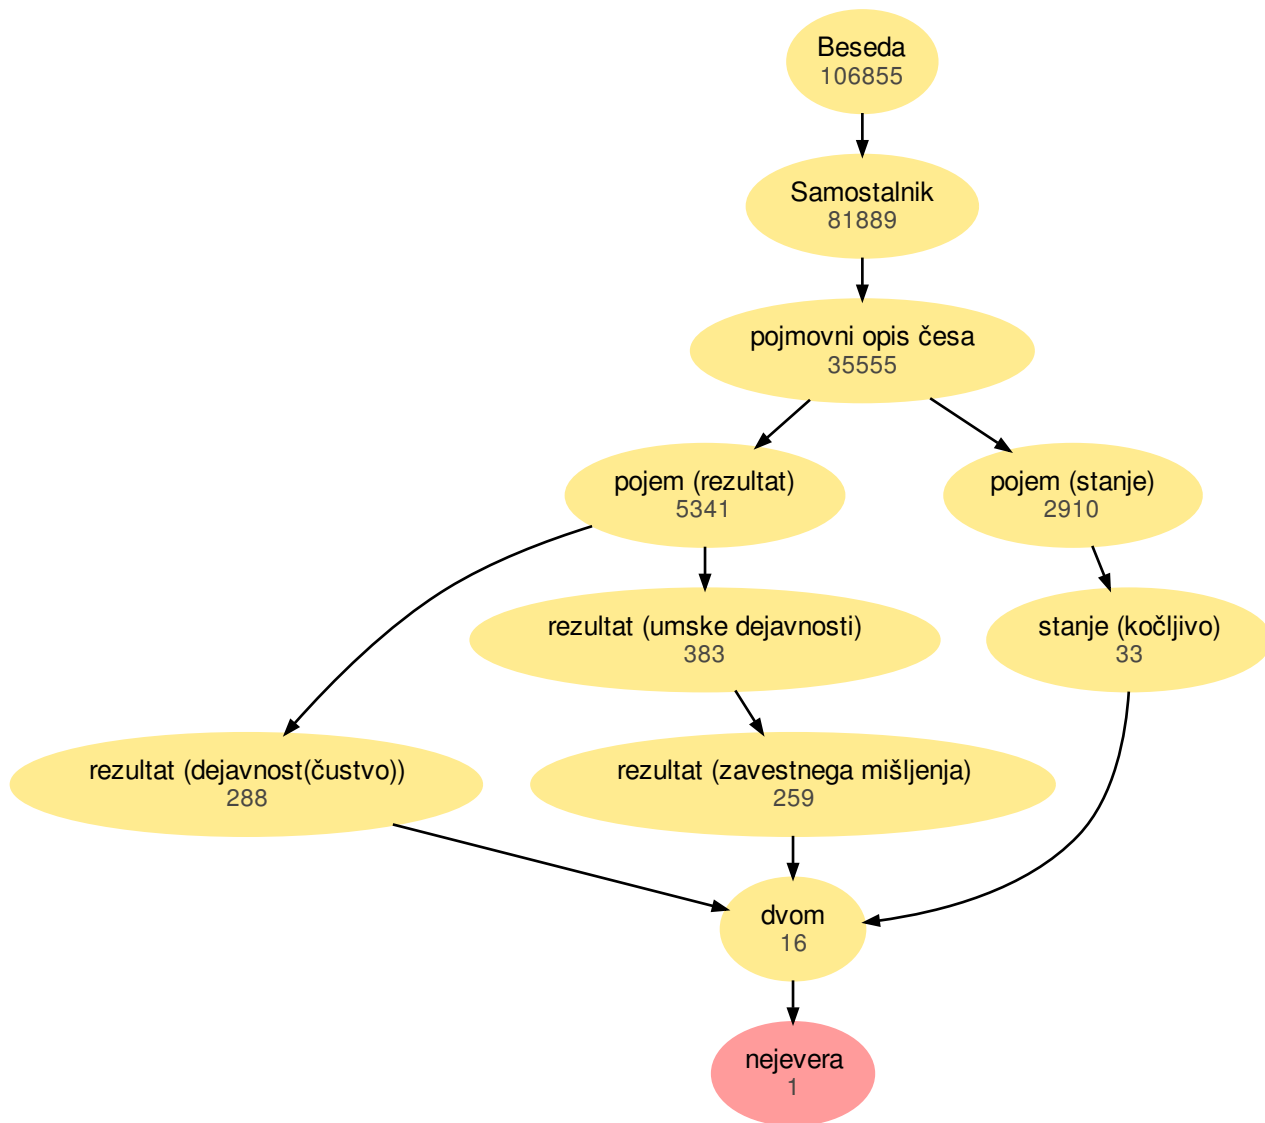 Beseda
106855
Samostalnik
81889
pojmovni opis česa
35555
pojem (rezultat)
5341
pojem (stanje)
2910
rezultat (umske dejavnosti)
383
stanje (kočljivo)
33
rezultat (dejavnost(čustvo))
288
rezultat (zavestnega mišljenja)
259
dvom
16
nejevera
1